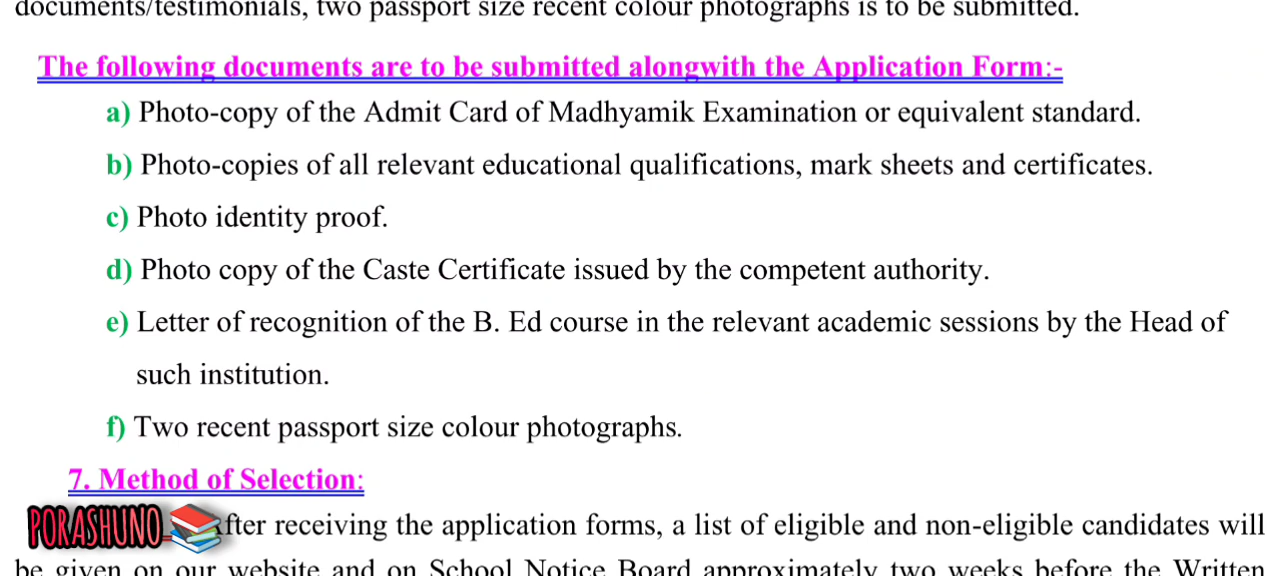 documents/testimonials, two passport size recent colour photographs is to be submitted.
The following documents are to be submitted alongwith the Application Form:-
a) Photo-copy of the Admit Card of Madhyamik Examination or equivalent standard.
b) Photo-copies of all relevant educational qualifications, mark sheets and certificates.
c) Photo identity proof.
d) Photo copy of the Caste Certificate issued by the competent authority.
e) Letter of recognition of the B. Ed course in the relevant academic sessions by the Head of
such institution.
f) Two recent passport size colour photographs.
7. Method of Selection:
PORASHUNO fter receiving the application forms, a list of eligible and non-eligible candidates will
be given on our website and on School Notice Board approximately two weeks before the Written